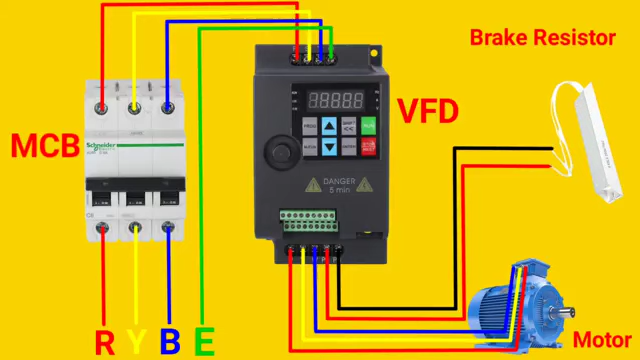 Brake Resistor
VFD
MCB
Schneider
DANGER
5 min
R Y B E
Motor